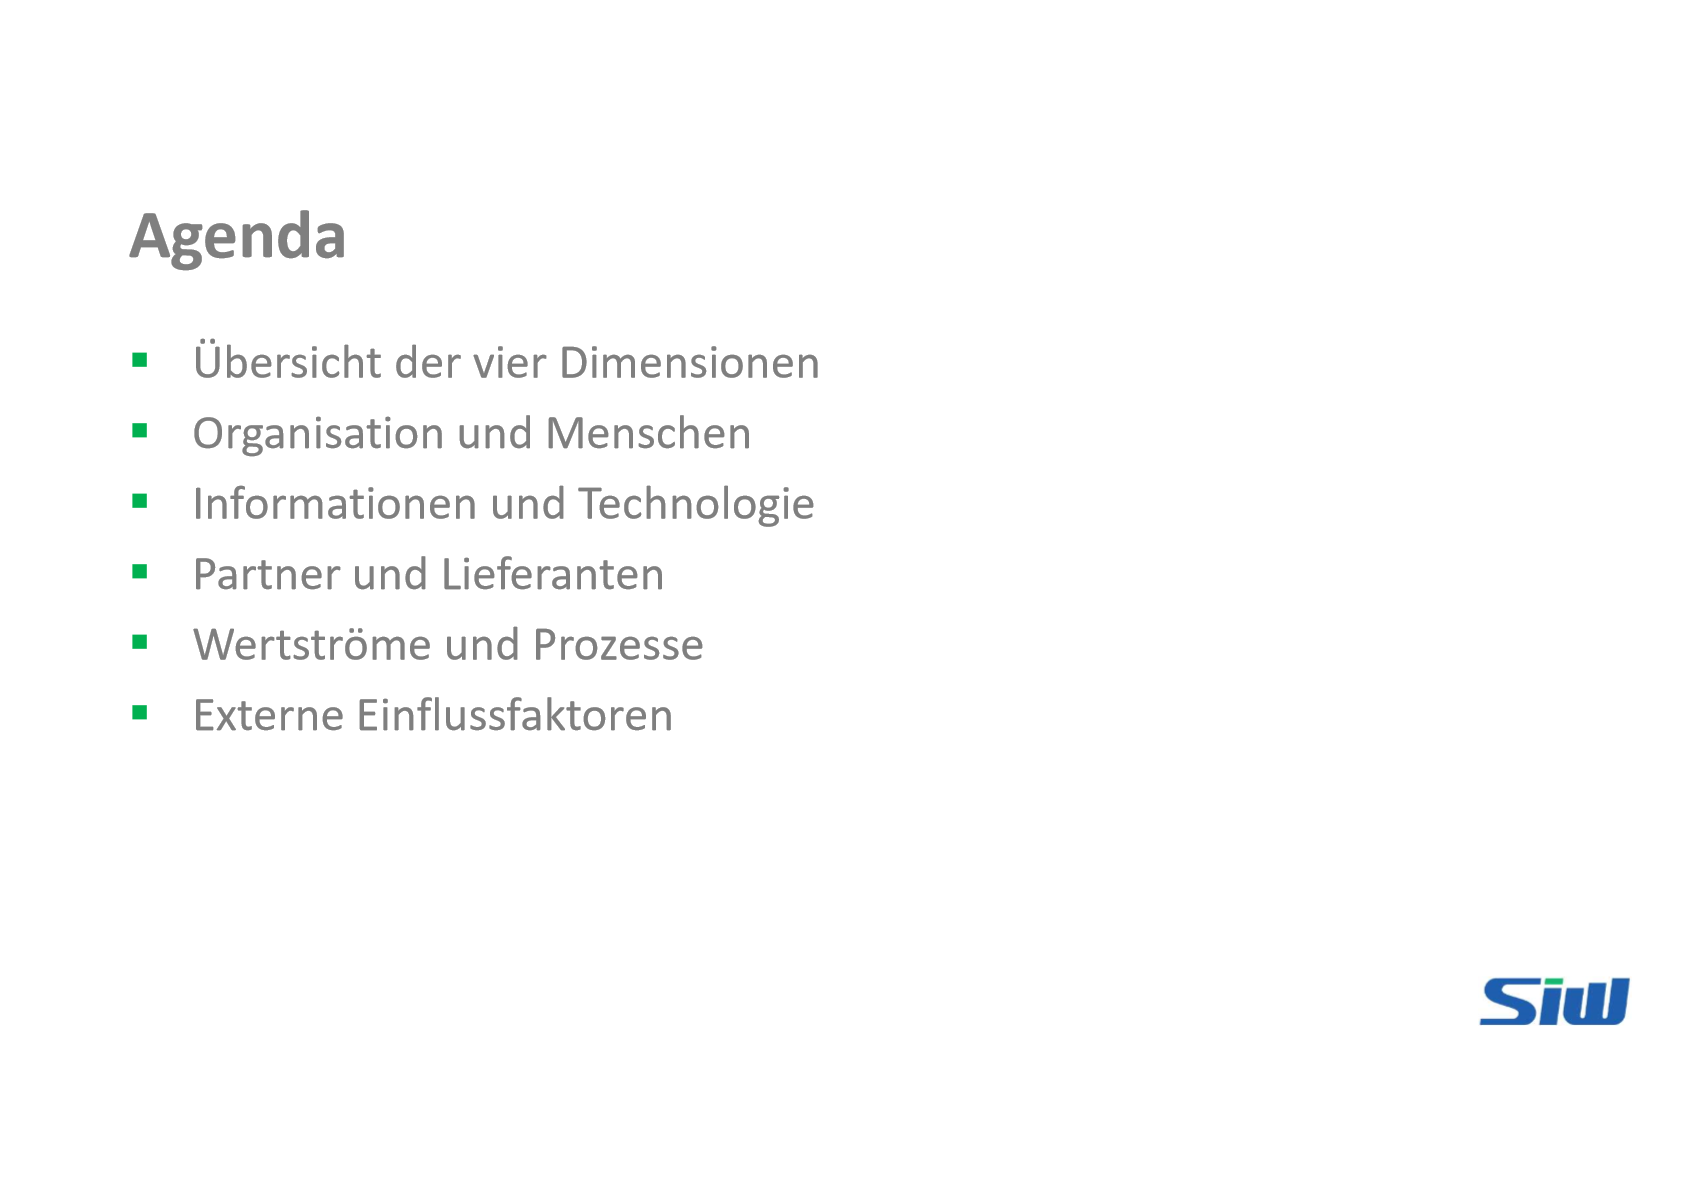 Agenda
Übersicht der vier Dimensionen
Organisation und Menschen
Informationen und Technologie
Partner und Lieferanten
Wertströme und Prozesse
Externe Einflussfaktoren
Siw